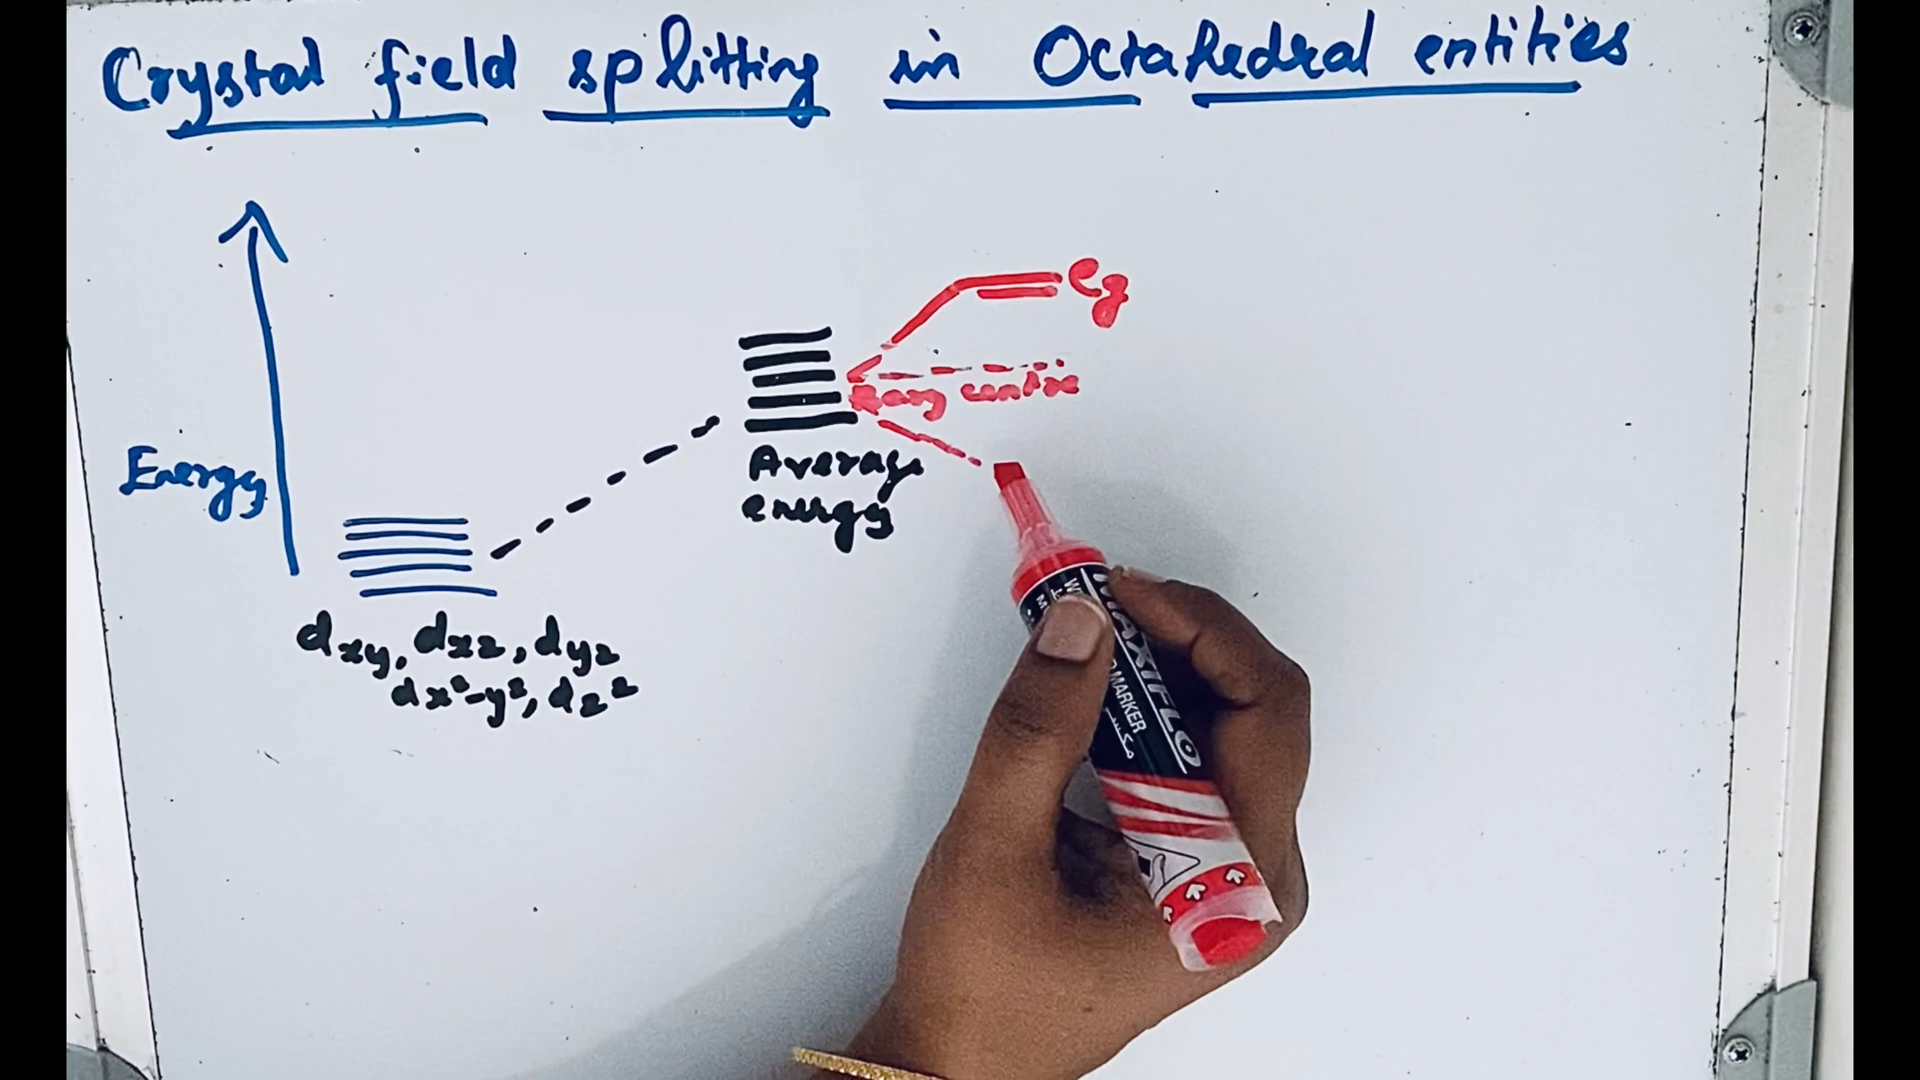 Crystal field splitting in Octahedral entities
eg
Bary centre
Average
energy
Energy
dxy, dxz, dyz
dx²-y², dz²
MAXIFLO
MARKER